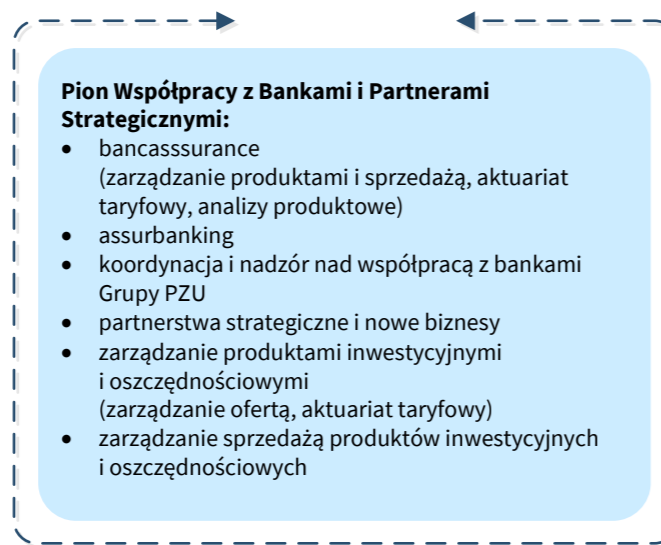 Pion Współpracy z Bankami i Partnerami
Strategicznymi:
• bancasssurance
(zarządzanie produktami i sprzedażą, aktuariat
taryfowy, analizy produktowe)
• assurbanking
• koordynacja i nadzór nad współpracą z bankami
Grupy PZU
• partnerstwa strategiczne i nowe biznesy
• zarządzanie produktami inwestycyjnymi
i oszczędnościowymi
(zarządzanie ofertą, aktuariat taryfowy)
• zarządzanie sprzedażą produktów inwestycyjnych
i oszczędnościowych